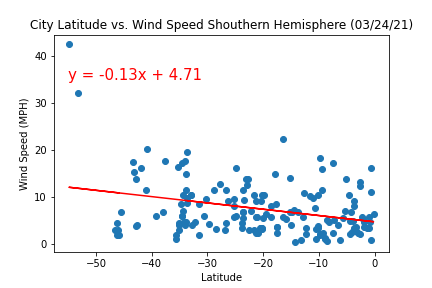 City Latitude vs. Wind Speed Shouthern Hemisphere (03/24/21)
40
y = -0.13x + 4.71
30
Wind Speed (MPH)
20
10
0
−50 −40 −30 −20 −10 0
Latitude